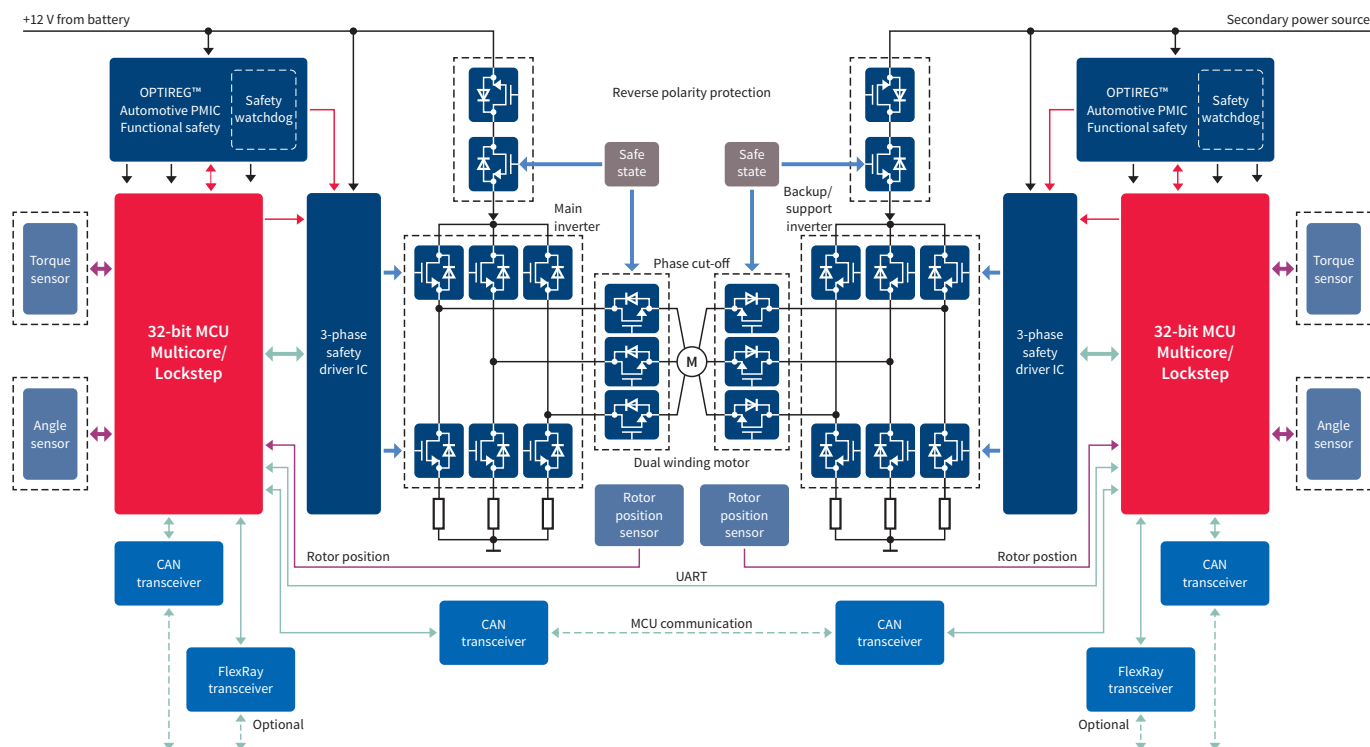 +12 V from battery
Secondary power source
OPTIREG™
Automotive PMIC
Functional safety
Safety
watchdog
Reverse polarity protection
OPTIREG™
Automotive PMIC
Functional safety
Safety
watchdog
Safe
state
Safe
state
Main
inverter
Backup/
support
inverter
Torque
sensor
Phase cut-off
Torque
sensor
32-bit MCU
Multicore/
Lockstep
3-phase
safety
driver IC
M
3-phase
safety
driver IC
32-bit MCU
Multicore/
Lockstep
Angle
sensor
Angle
sensor
Dual winding motor
Rotor
position
sensor
Rotor
position
sensor
Rotor position
Rotor postion
CAN
transceiver
UART
CAN
transceiver
CAN
transceiver
MCU communication
CAN
transceiver
FlexRay
transceiver
FlexRay
transceiver
Optional
Optional